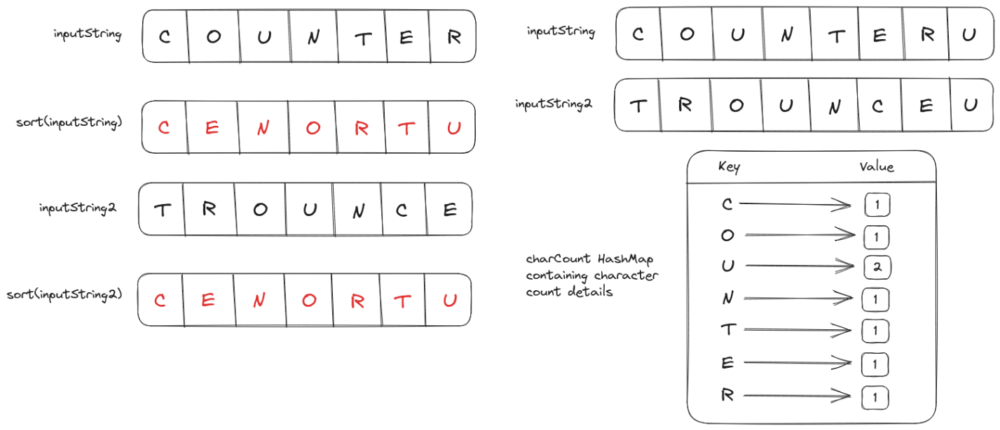 inputString
C O U N T E R
sort(inputString)
C E N O R T U
inputString2
T R O U N C E
sort(inputString2)
C E N O R T U
inputString
C O U N T E R U
inputString2
T R O U N C E U
charCount HashMap
containing character
count details
Key Value
C 1
O 1
U 2
N 1
T 1
E 1
R 1